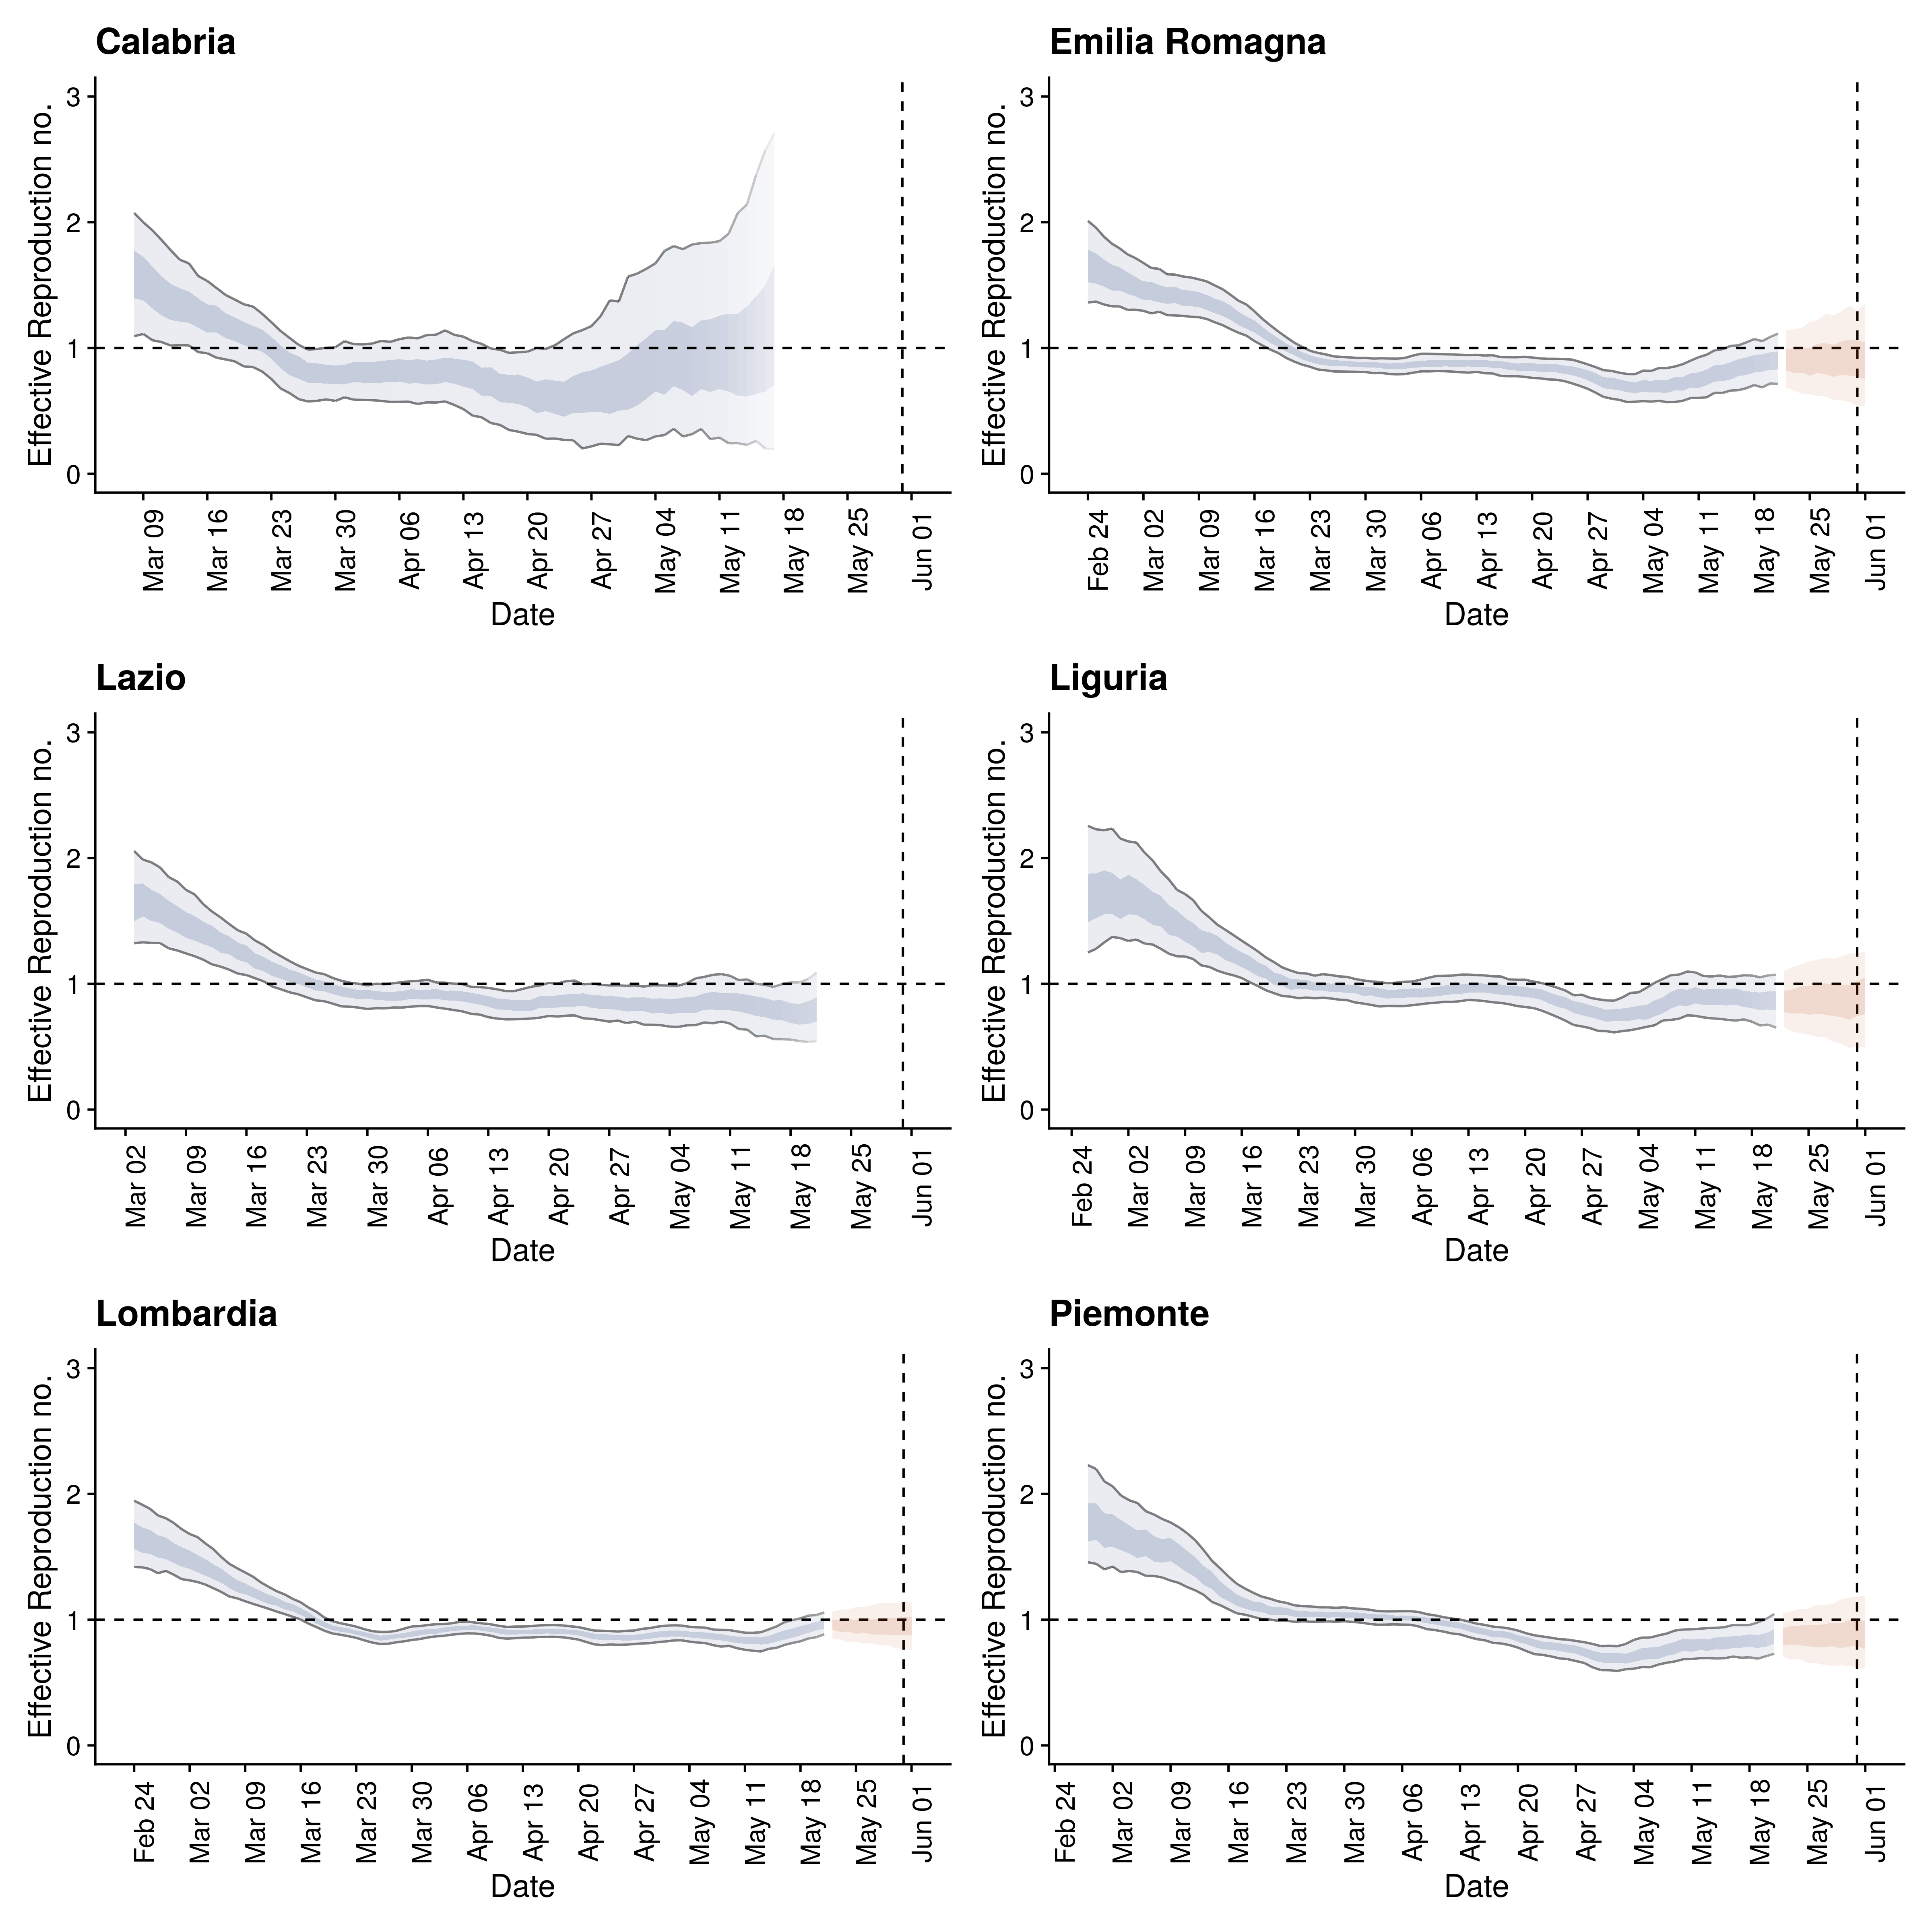 Calabria
Effective Reproduction no.
3
2
1
0
Mar 09
Mar 16
Mar 23
Mar 30
Apr 06
Apr 13
Apr 20
Apr 27
May 04
May 11
May 18
May 25
Jun 01
Date
Emilia Romagna
Effective Reproduction no.
3
2
1
0
Feb 24
Mar 02
Mar 09
Mar 16
Mar 23
Mar 30
Apr 06
Apr 13
Apr 20
Apr 27
May 04
May 11
May 18
May 25
Jun 01
Date
Lazio
Effective Reproduction no.
3
2
1
0
Mar 02
Mar 09
Mar 16
Mar 23
Mar 30
Apr 06
Apr 13
Apr 20
Apr 27
May 04
May 11
May 18
May 25
Jun 01
Date
Liguria
Effective Reproduction no.
3
2
1
0
Feb 24
Mar 02
Mar 09
Mar 16
Mar 23
Mar 30
Apr 06
Apr 13
Apr 20
Apr 27
May 04
May 11
May 18
May 25
Jun 01
Date
Lombardia
Effective Reproduction no.
3
2
1
0
Feb 24
Mar 02
Mar 09
Mar 16
Mar 23
Mar 30
Apr 06
Apr 13
Apr 20
Apr 27
May 04
May 11
May 18
May 25
Jun 01
Date
Piemonte
Effective Reproduction no.
3
2
1
0
Feb 24
Mar 02
Mar 09
Mar 16
Mar 23
Mar 30
Apr 06
Apr 13
Apr 20
Apr 27
May 04
May 11
May 18
May 25
Jun 01
Date